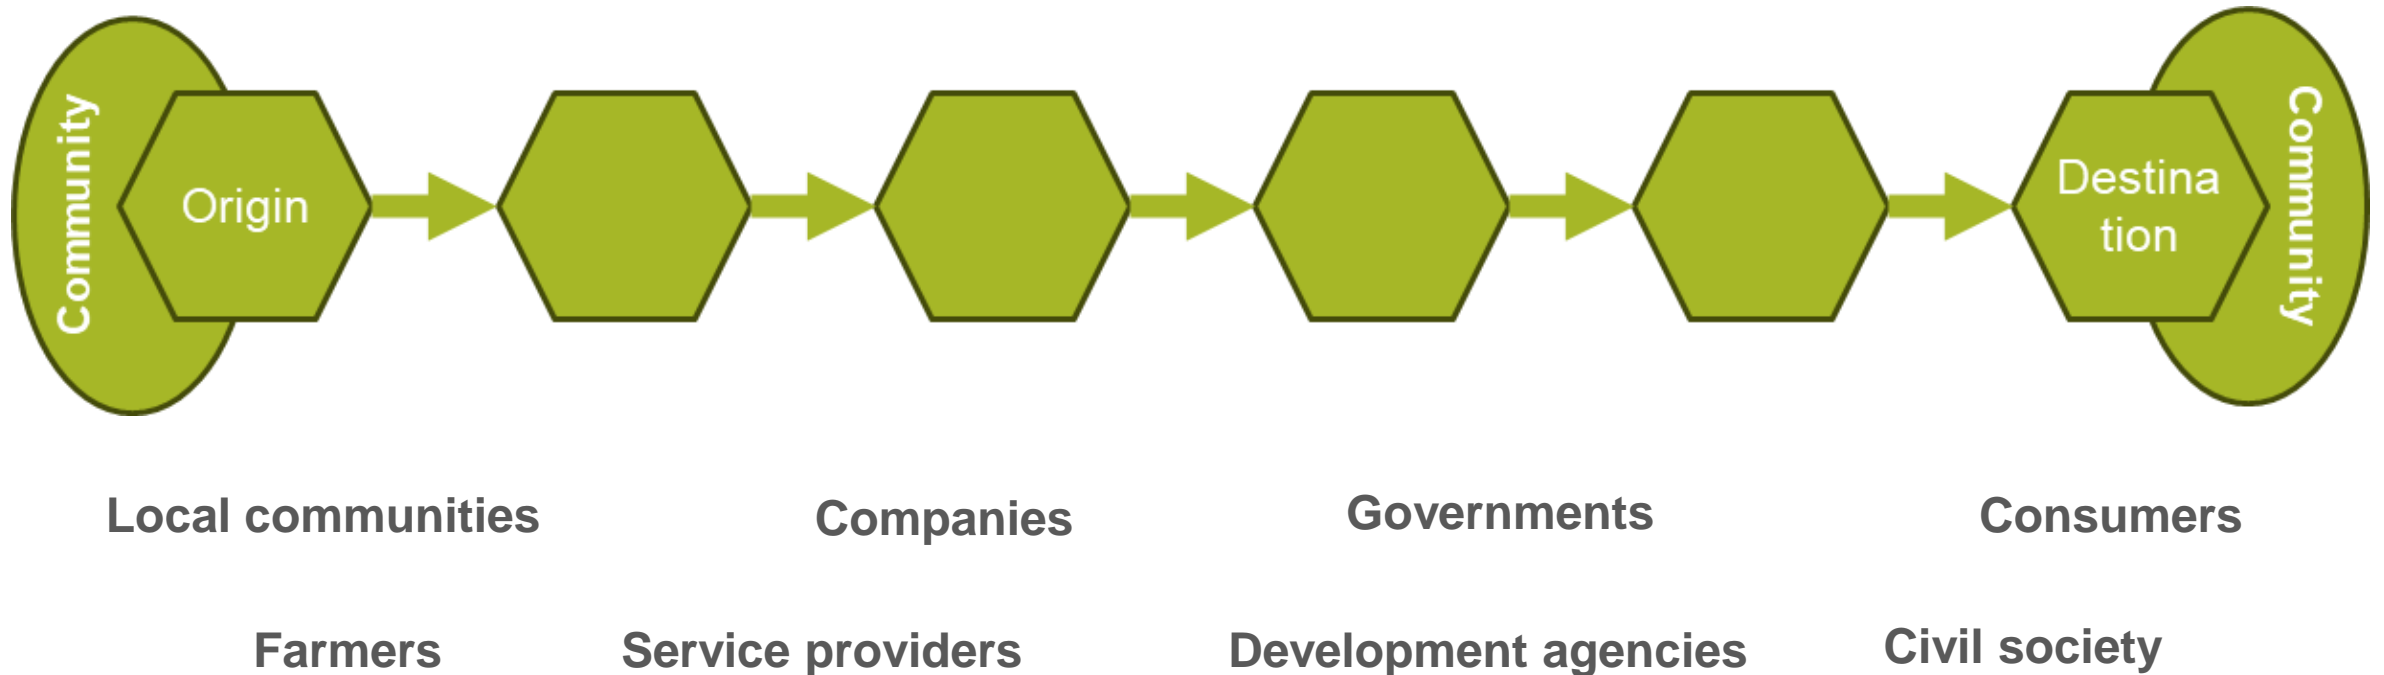 Community
Origin
Destina
tion
Community
Local communities
Companies
Governments
Consumers
Farmers
Service providers
Development agencies
Civil society